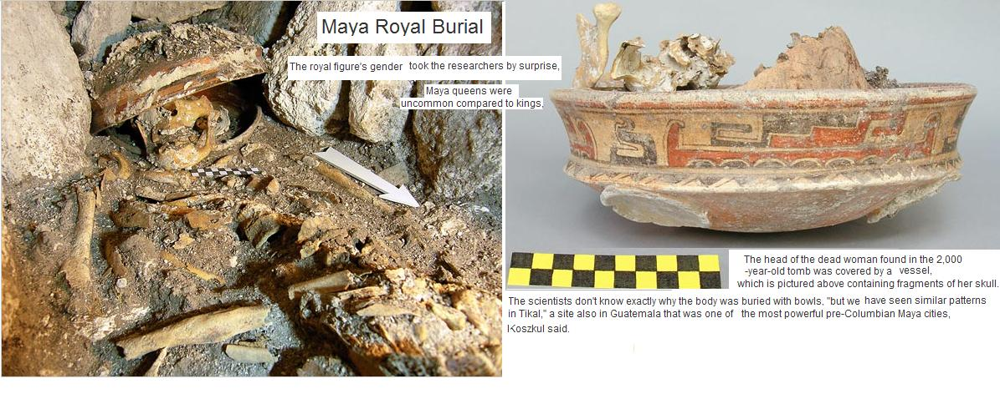 Maya Royal Burial
The royal figure's gender took the researchers by surprise,
Maya queens were
uncommon compared to kings,
The head of the dead woman found in the 2,000
-year-old tomb was covered by a vessel,
which is pictured above containing fragments of her skull.
The scientists don't know exactly why the body was buried with bowls, "but we have seen similar patterns
in Tikal," a site also in Guatemala that was one of the most powerful pre-Columbian Maya cities,
Koszkul said.